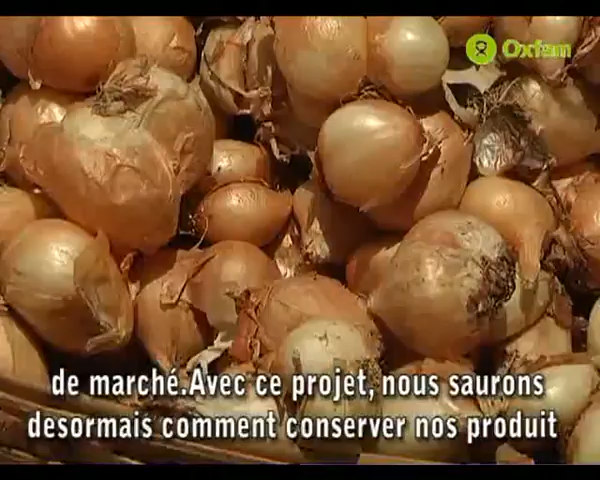 Oxfam
de marché.Avec ce projet, nous saurons
desormais comment conserver nos produit